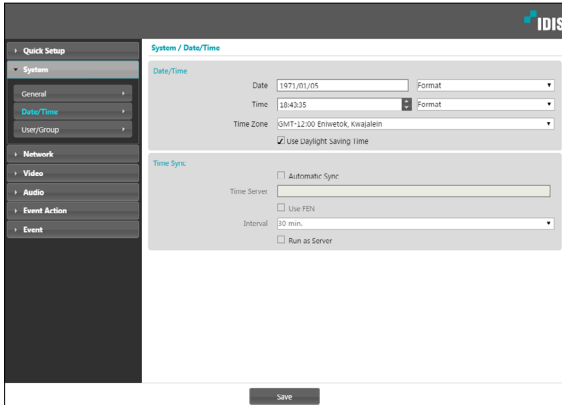 IDIS
Quick Setup
System
General
Date/Time
User/Group
Network
Video
Audio
Event Action
Event
System / Date/Time
Date/Time
Date 1971/01/05 Format
Time 18:43:35 Format
Time Zone GMT-12:00 Eniwetok, Kwajalein
Use Daylight Saving Time
Time Sync.
Automatic Sync
Time Server
Use FEN
Interval 30 min.
Run as Server
Save